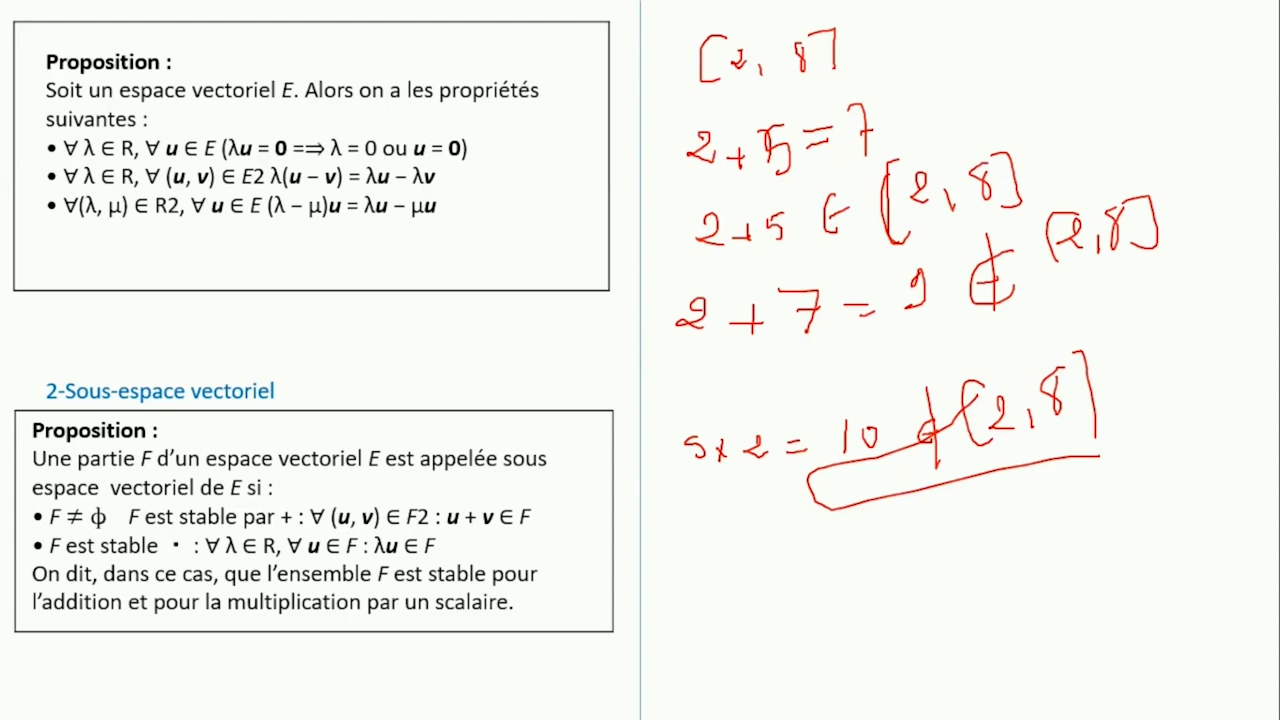 Proposition :
Soit un espace vectoriel E. Alors on a les propriétés
suivantes :
• ∀ λ ∈ R, ∀ u ∈ E (λu = 0 =⇒ λ = 0 ou u = 0)
• ∀ λ ∈ R, ∀ (u, v) ∈ E2 λ(u − v) = λu − λv
• ∀(λ, µ) ∈ R2, ∀ u ∈ E (λ − µ)u = λu − µu
2-Sous-espace vectoriel
Proposition :
Une partie F d’un espace vectoriel E est appelée sous
espace vectoriel de E si :
• F ≠ ф F est stable par + : ∀ (u, v) ∈ F2 : u + v ∈ F
• F est stable · : ∀ λ ∈ R, ∀ u ∈ F : λu ∈ F
On dit, dans ce cas, que l’ensemble F est stable pour
l’addition et pour la multiplication par un scalaire.
[2, 8]
2 + 5 = 7
2 + 5 ∈ [2, 8]
2 + 7 = 9 ∉ [2, 8]
5 x 2 = 10 ∉ [2, 8]